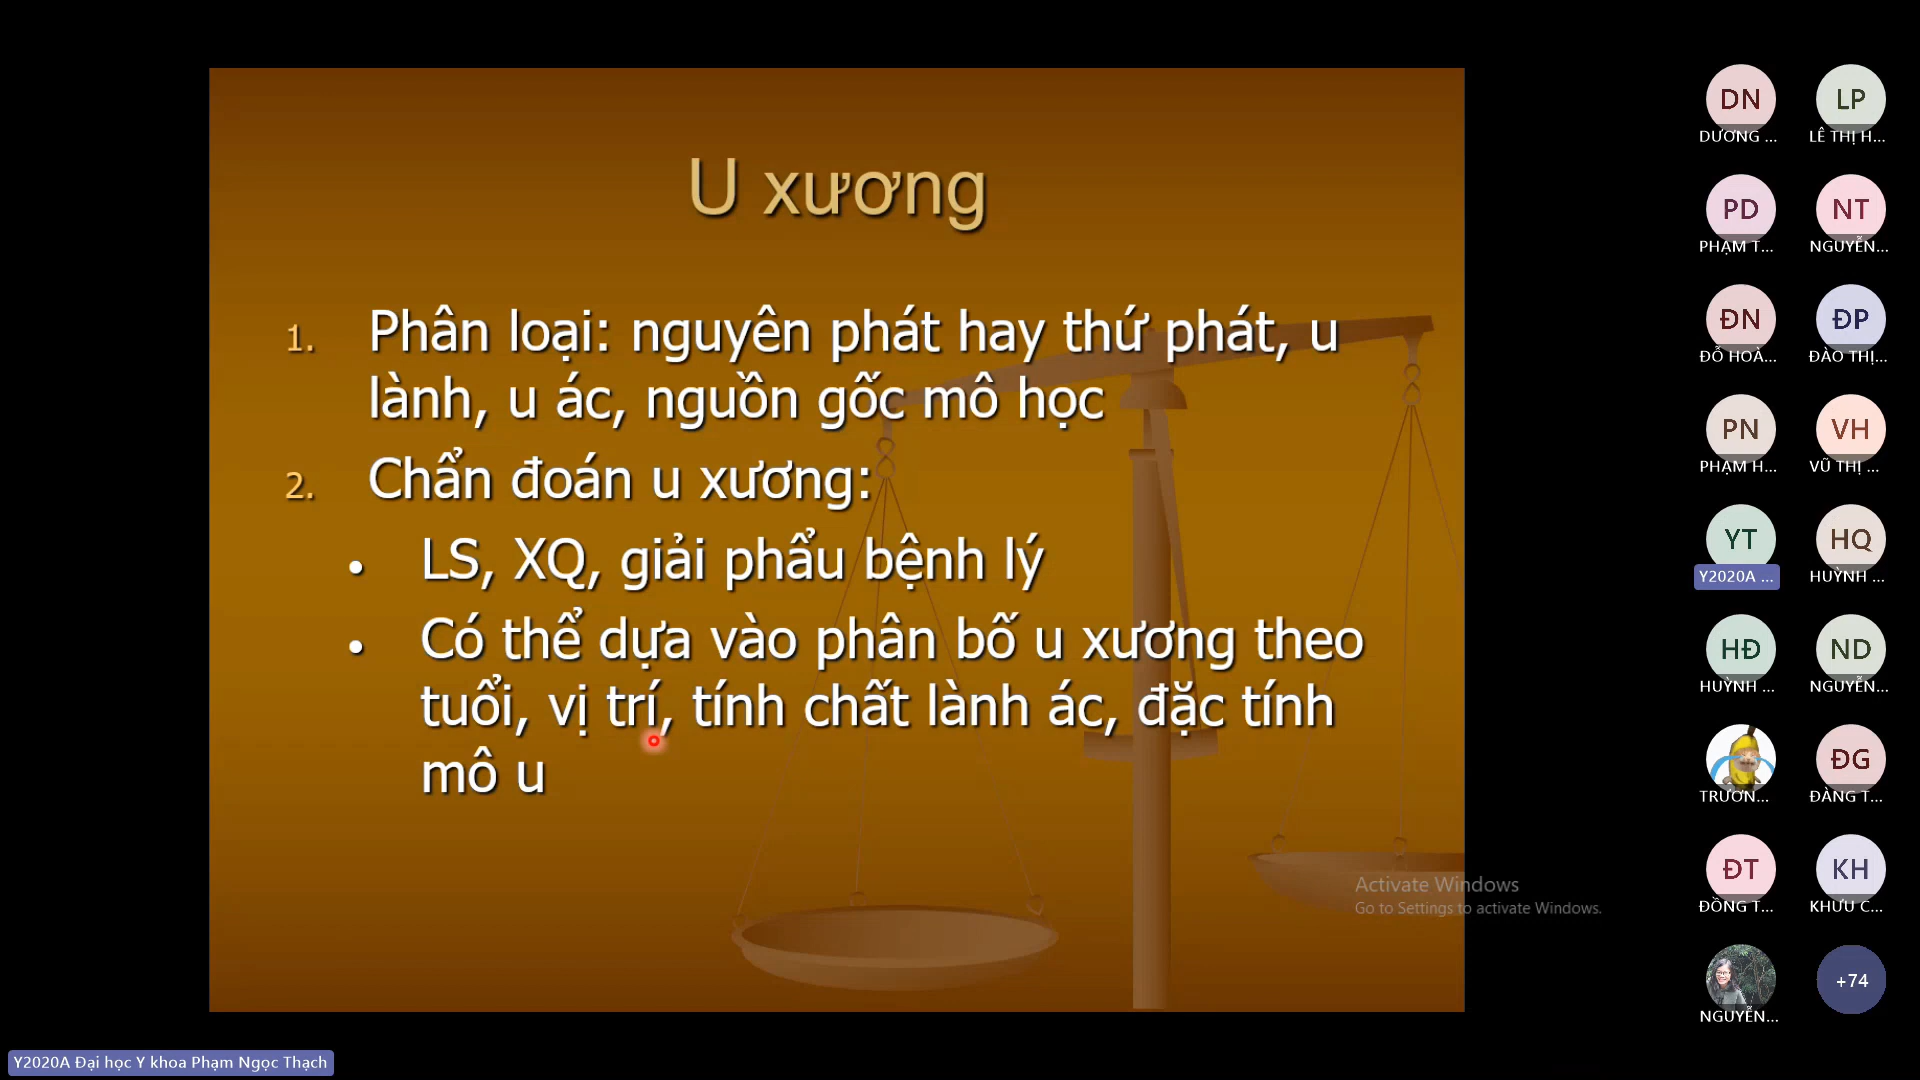 U xương
1. Phân loại: nguyên phát hay thứ phát, u
lành, u ác, nguồn gốc mô học
2. Chẩn đoán u xương:
• LS, XQ, giải phẩu bệnh lý
• Có thể dựa vào phân bố u xương theo
tuổi, vị trí, tính chất lành ác, đặc tính
mô u
Activate Windows
Go to Settings to activate Windows.
DN
DƯƠNG ...
LP
LÊ THỊ H...
PD
PHẠM T...
NT
NGUYỄN...
ĐN
ĐỖ HOÀ...
ĐP
ĐÀO THỊ...
PN
PHẠM H...
VH
VŨ THỊ ...
YT
Y2020A ...
HQ
HUỲNH ...
HĐ
HUỲNH ...
ND
NGUYỄN...
TRƯƠN...
ĐG
ĐÀNG T...
ĐT
ĐỒNG T...
KH
KHƯU C...
NGUYỄN...
+74
Y2020A Đại học Y khoa Phạm Ngọc Thạch